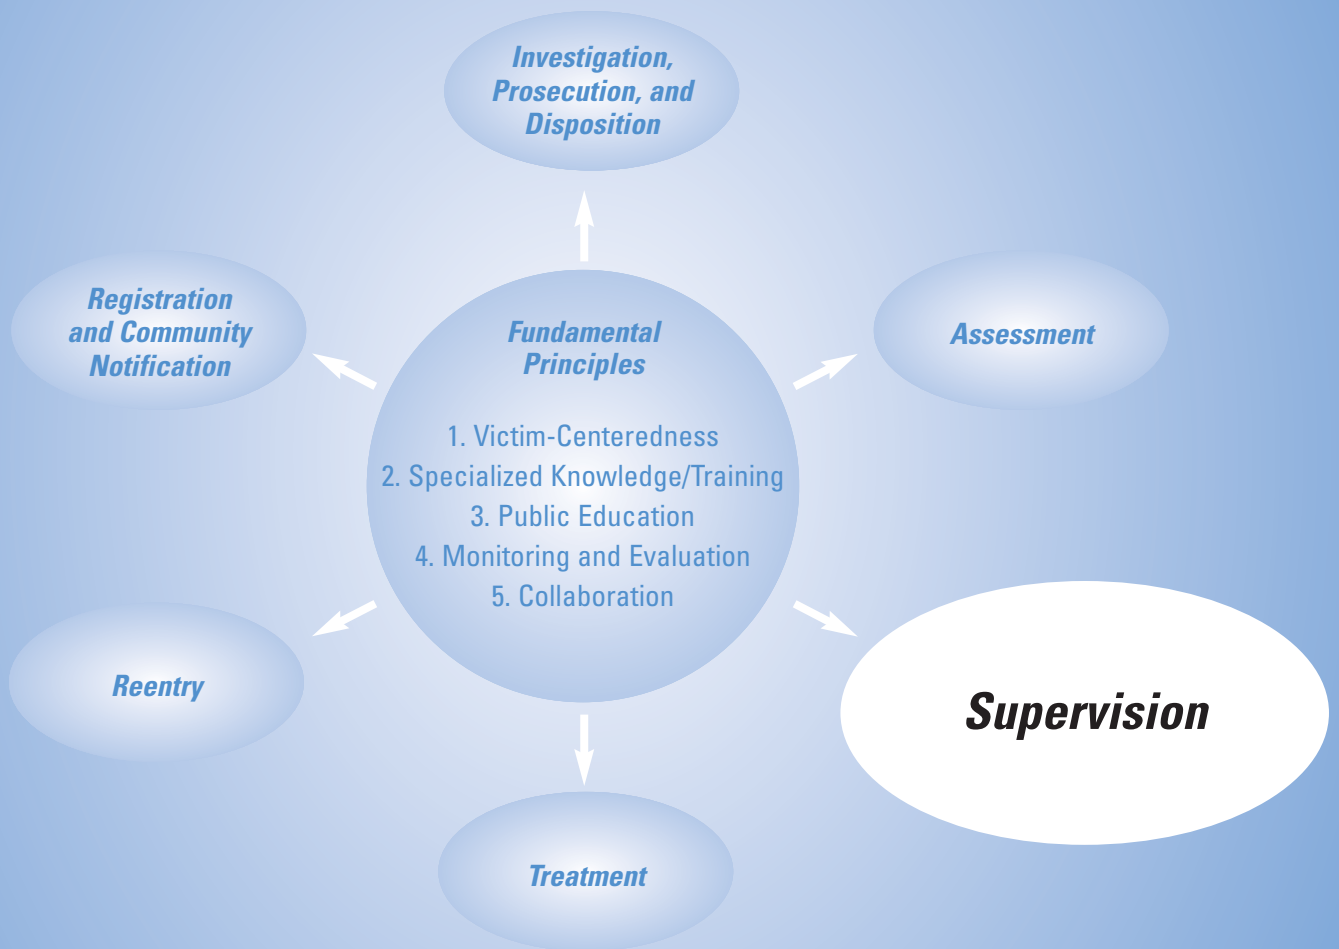 Investigation,
Prosecution, and
Disposition
Registration
and Community
Notification
Fundamental
Principles
Assessment
1. Victim-Centeredness
2. Specialized Knowledge/Training
3. Public Education
4. Monitoring and Evaluation
5. Collaboration
Reentry
Supervision
Treatment